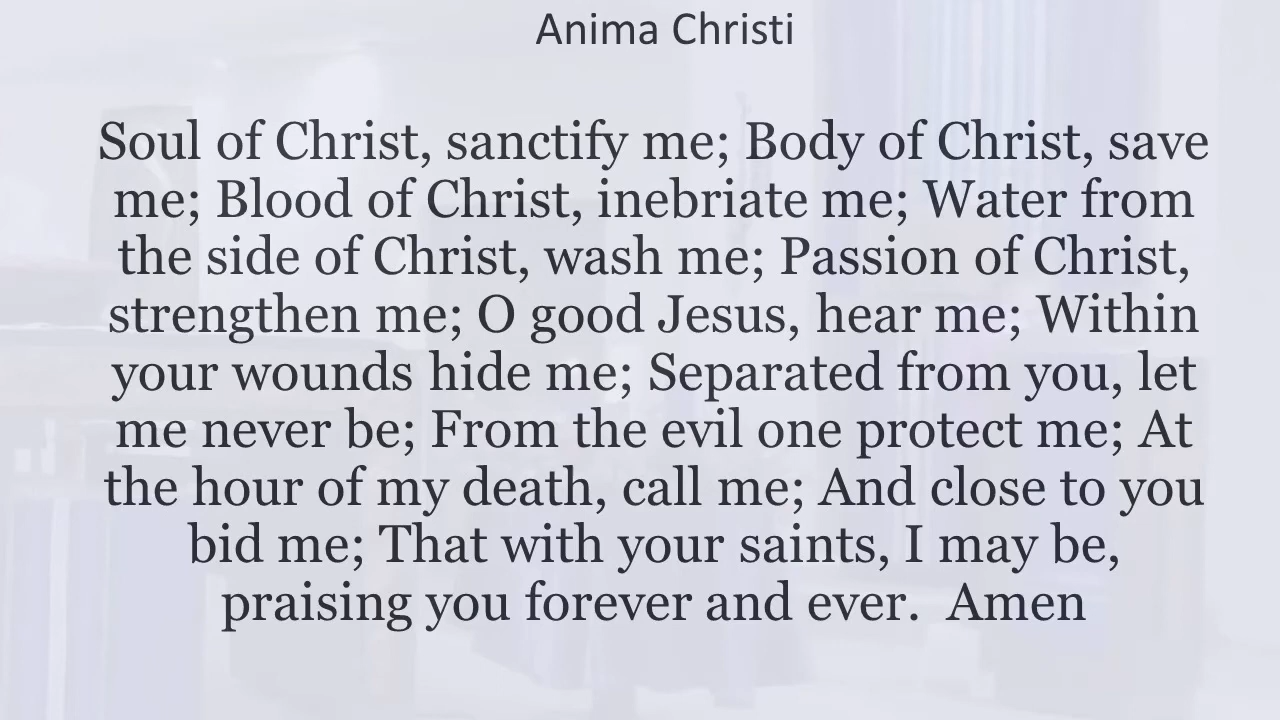 Anima Christi
Soul of Christ, sanctify me; Body of Christ, save
me; Blood of Christ, inebriate me; Water from
the side of Christ, wash me; Passion of Christ,
strengthen me; O good Jesus, hear me; Within
your wounds hide me; Separated from you, let
me never be; From the evil one protect me; At
the hour of my death, call me; And close to you
bid me; That with your saints, I may be,
praising you forever and ever.  Amen